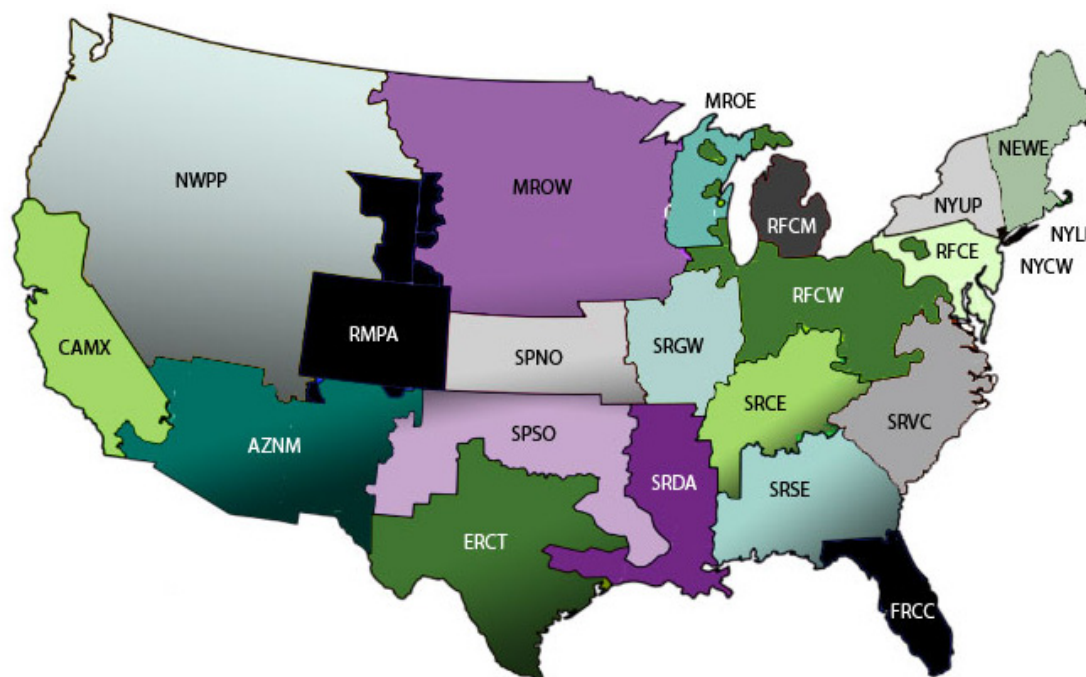 MROE
NEWE
NWPP
MROW
NYUP
RFCM
NYLI
RFCE
NYCW
RFCW
RMPA
CAMX
SPNO
SRGW
SRCE
SRVC
SPSO
AZNM
SRDA
SRSE
ERCT
FRCC